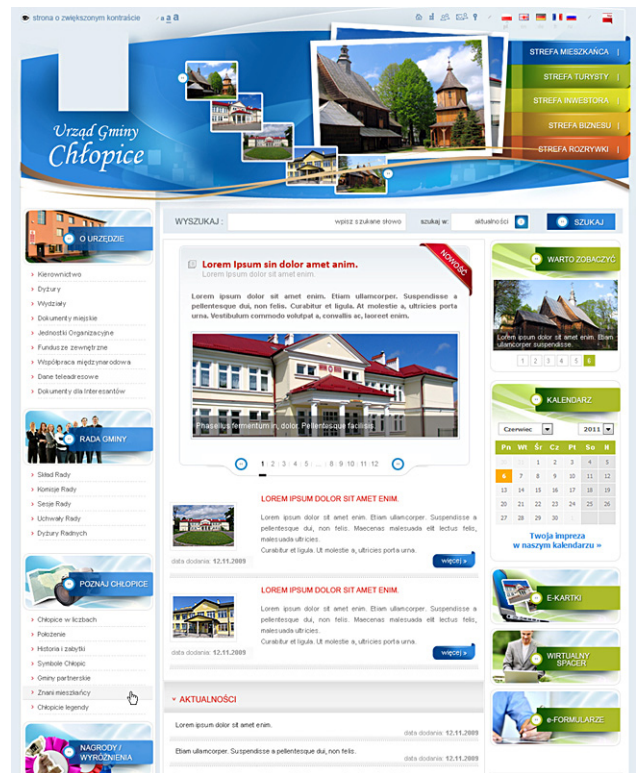 strona o zwiększonym kontraście
a a a
STREFA MIESZKAŃCA |
STREFA TURYSTY |
STREFA INWESTORA |
STREFA BIZNESU |
STREFA ROZRYWKI |
Urząd Gminy
Chłopice
WYSZUKAJ :
wpisz szukane słowo
szukaj w:
aktualności
SZUKAJ
O URZĘDZIE
Kierownictwo
Dyżury
Wydziały
Dokumenty miejskie
Jednostki Organizacyjne
Fundusze zewnętrzne
Współpraca międzynarodowa
Dane teleadresowe
Dokumenty dla Interesantów
RADA GMINY
Skład Rady
Komisje Rady
Sesje Rady
Uchwały Rady
Dyżury Radnych
POZNAJ CHŁOPICE
Chłopice w liczbach
Położenie
Historia i zabytki
Symbole Chłopic
Gminy partnerskie
Znani mieszkańcy
Chłopicie legendy
NAGRODY /
WYRÓŻNIENIA
NOWOŚĆ
Lorem Ipsum sin dolor amet anim.
Lorem ipsum dolor sit amet enim.
Lorem ipsum dolor sit amet enim. Etiam ullamcorper. Suspendisse a
pellentesque dui, non felis. Curabitur et ligula. At molestie a, ultricies porta
urna. Vestibulum commodo volutpat a, convallis ac, laoreet enim.
Phasellus fermentum in, dolor. Pellentesque facilisis.
1 : 2 : 3 : 4 : 5 : ... : 8 : 9 : 10 : 11 : 12
LOREM IPSUM DOLOR SIT AMET ENIM.
Lorem ipsum dolor sit amet enim. Etiam ullamcorper. Suspendisse a
pellentesque dui, non felis. Maecenas malesuada elit lectus felis,
malesuada ultricies.
Curabitur et ligula. Ut molestie a, ultricies porta urna.
data dodania: 12.11.2009
więcej »
LOREM IPSUM DOLOR SIT AMET ENIM.
Lorem ipsum dolor sit amet enim. Etiam ullamcorper. Suspendisse a
pellentesque dui, non felis. Maecenas malesuada elit lectus felis,
malesuada ultricies.
Curabitur et ligula. Ut molestie a, ultricies porta urna.
data dodania: 12.11.2009
więcej »
AKTUALNOŚCI
Lorem ipsum dolor sit amet enim.
data dodania: 12.11.2009
Etiam ullamcorper. Suspendisse a pellentesque dui, non felis.
data dodania: 12.11.2009
WARTO ZOBACZYĆ
Lorem ipsum dolor sit amet enim. Etiam
ullamcorper suspendisse.
1 2 3 4 5 6
KALENDARZ
Czerwiec
2011
Pn Wt Śr Cz Pt So N
1 2 3 4 5
6 7 8 9 10 11 12
13 14 15 16 17 18 19
20 21 22 23 24 25 26
27 28 29 30
Twoja impreza
w naszym kalendarzu »
E-KARTKI
WIRTUALNY
SPACER
e-FORMULARZE